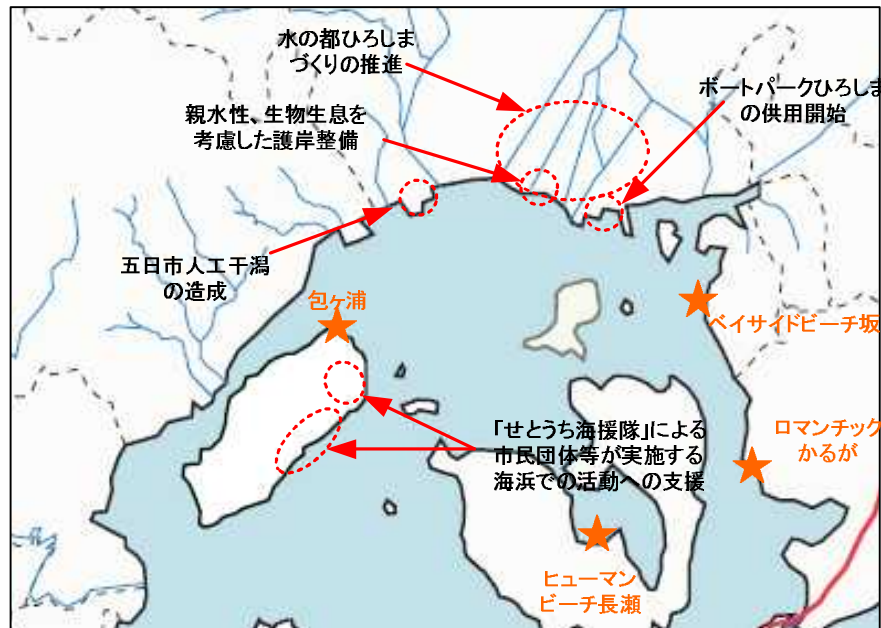 水の都ひろしま
づくりの推進
ボートパークひろしま
の供用開始
親水性、生物生息を
考慮した護岸整備
五日市人工干潟
の造成
包ヶ浦
ベイサイドビーチ坂
「せとうち海援隊」による
市民団体等が実施する
海浜での活動への支援
ロマンチック
かるが
ヒューマン
ビーチ長瀬